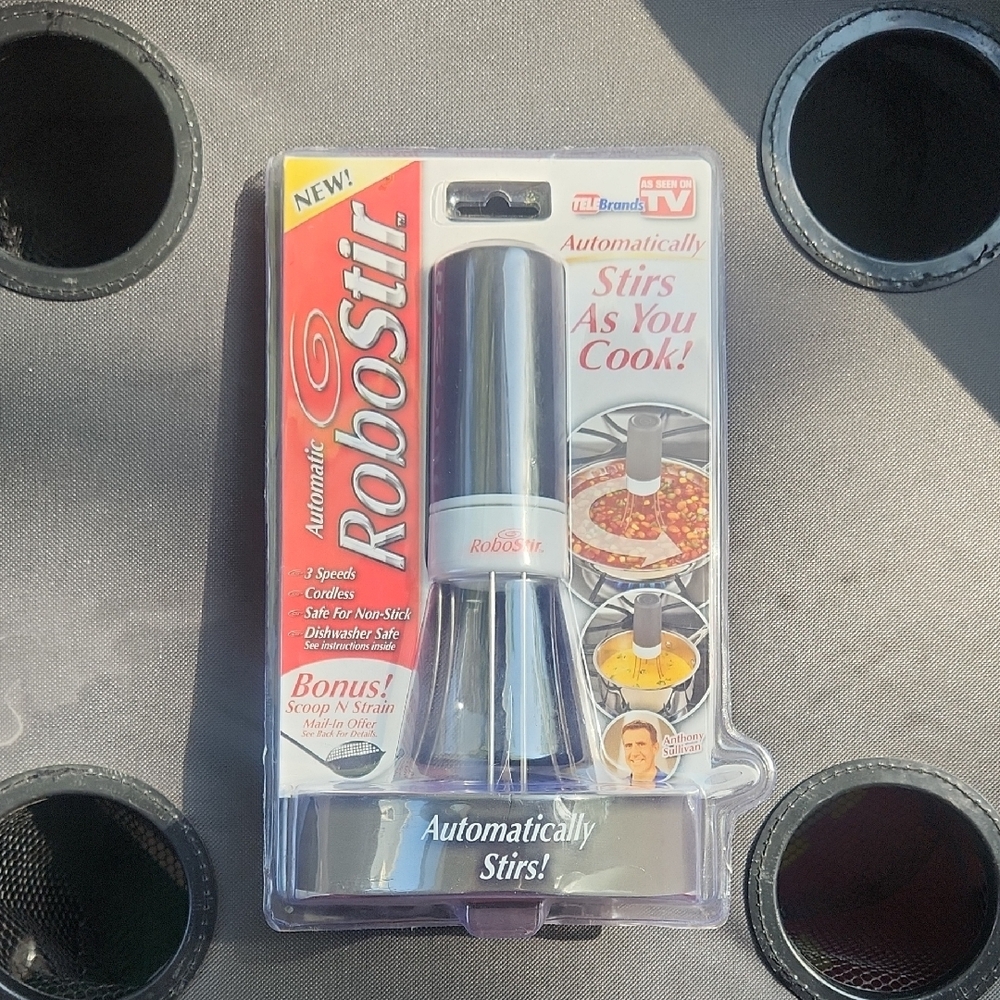 NEW!
Automatic
RoboStir™
3 Speeds
Cordless
Safe For Non-Stick
Dishwasher Safe
See instructions inside
Bonus!
Scoop N Strain
Mail-In Offer
See Back For Details.
TELEBrands
AS SEEN ON
TV
Automatically
Stirs
As You
Cook!
RoboStir
Anthony
Sullivan
Automatically
Stirs!